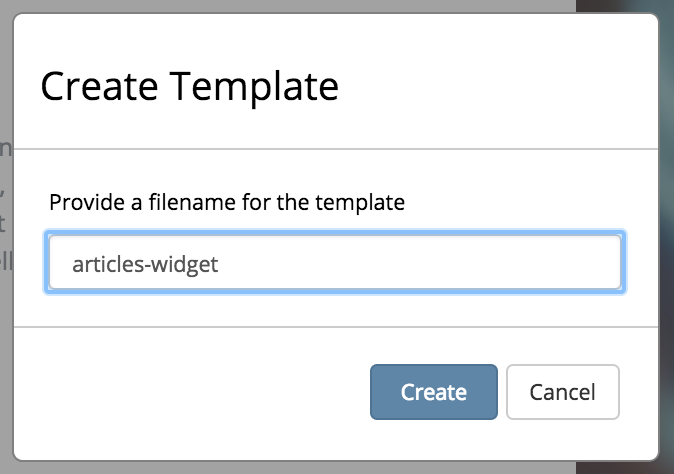 Create Template
Provide a filename for the template
articles-widget
Create
Cancel